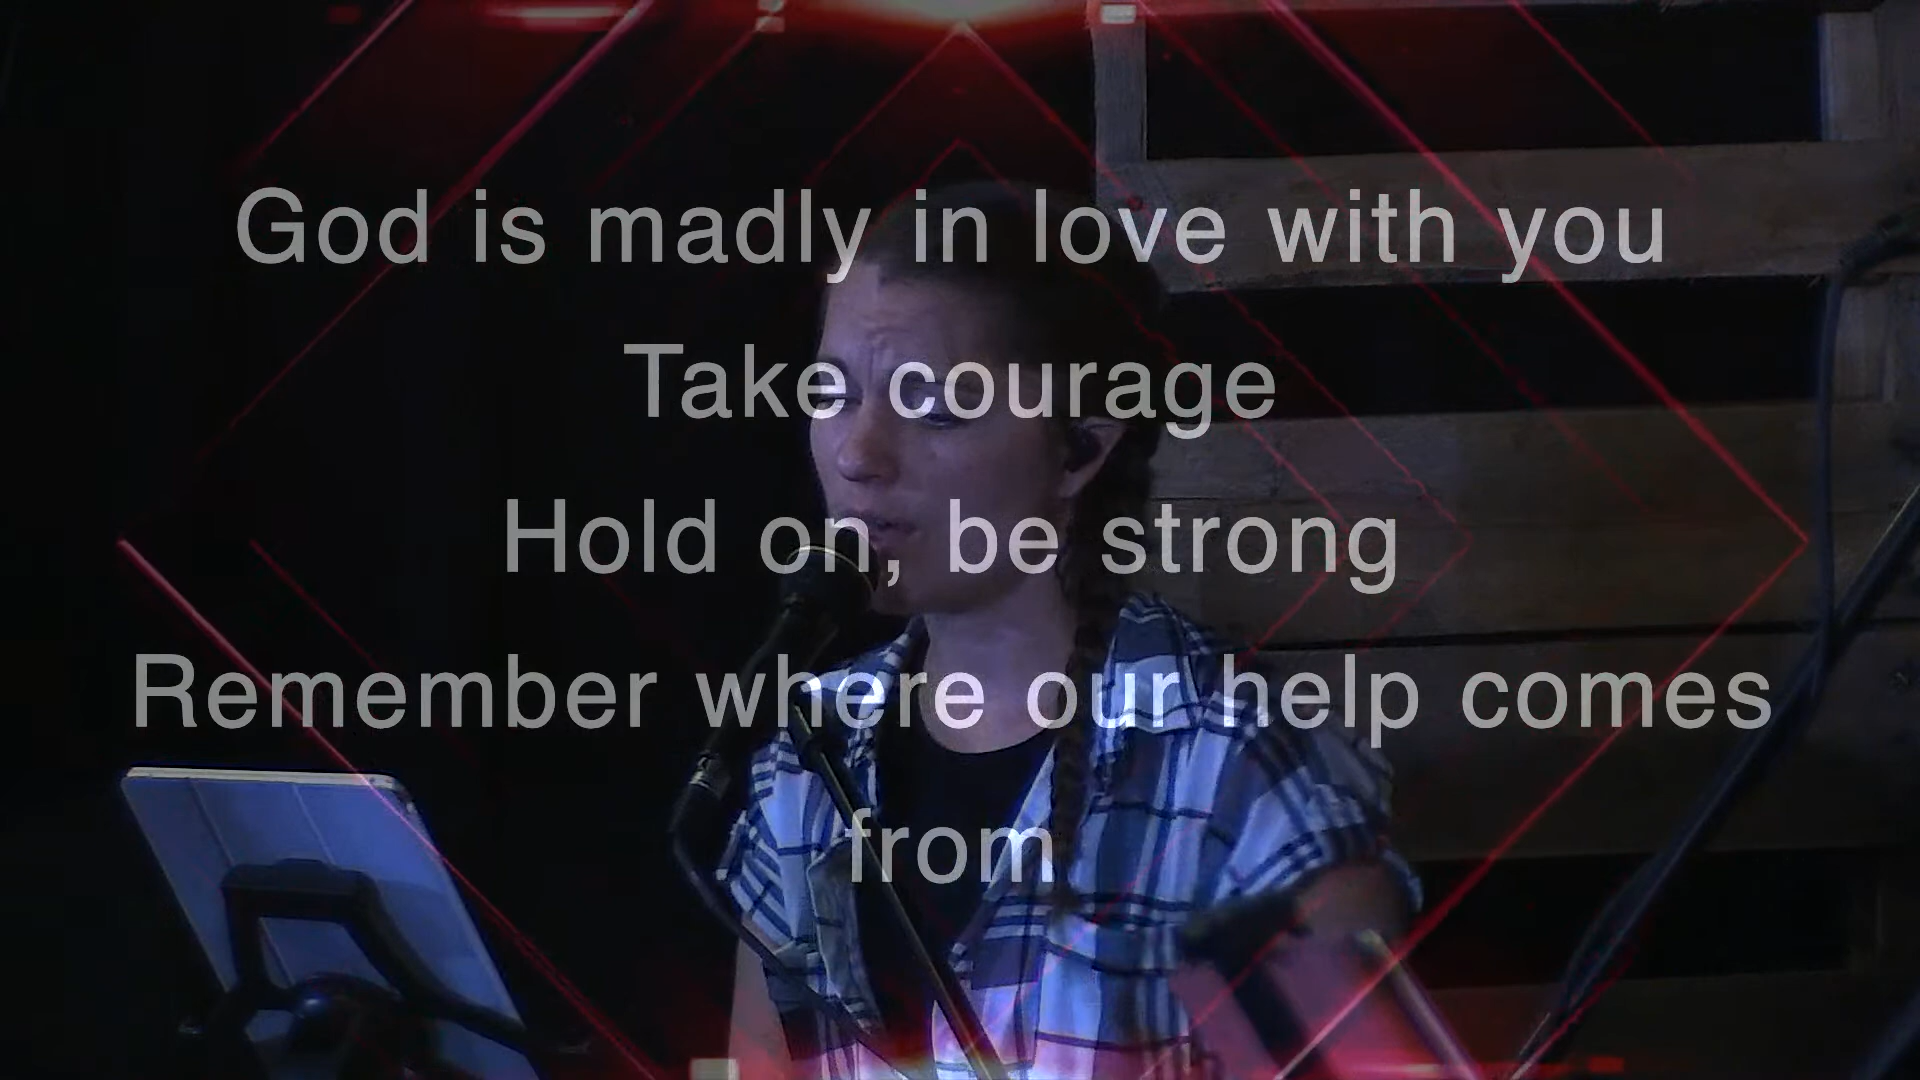 God is madly in love with you
Take courage
Hold on, be strong
Remember where our help comes
from